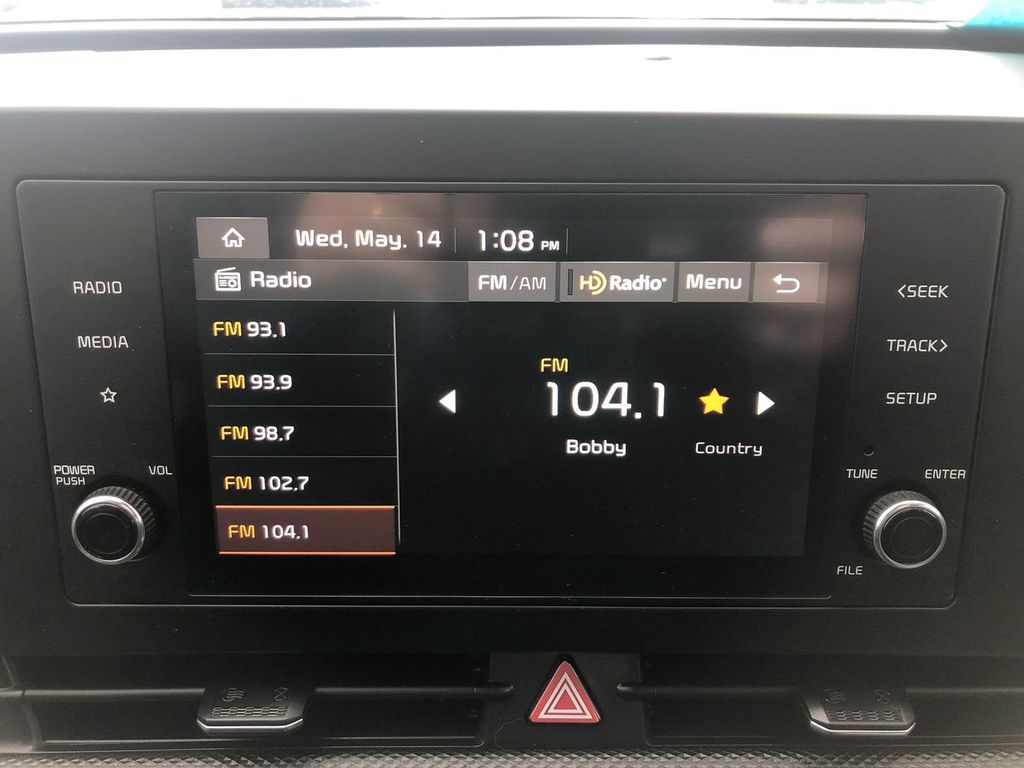 Wed, May. 14 1:08 PM
Radio FM/AM HD Radio® Menu
RADIO
MEDIA
POWER PUSH
VOL
FM 93.1
FM 93.9
FM 98.7
FM 102.7
FM 104.1
FM
104.1
Bobby Country
<SEEK
TRACK>
SETUP
TUNE
ENTER
FILE